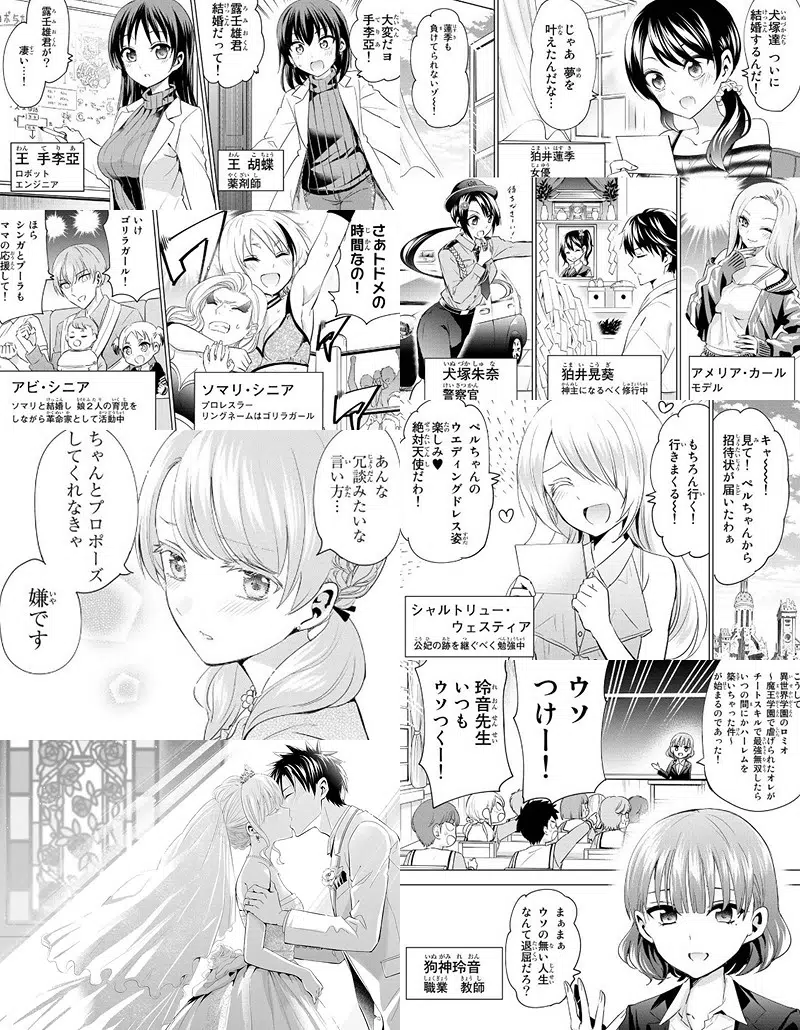 犬塚達 ついに
結婚するんだ!
じゃあ 夢を
叶えたんだな…
蓮季も
負けてられないゾ〜!
狛井蓮季
女優
大変だヨ
手李亞!
露壬雄君
結婚だって!
王 胡蝶
薬剤師
露壬雄君が?
凄い…!
王 手李亞
ロボット
エンジニア
アメリア・カール
モデル
狛井晃葵
神主になるべく修行中
待ちなさい…!
犬塚朱奈
警察官
さあトドメの
時間なの!
ソマリ・シニア
プロレスラー
リングネームはゴリラガール
いけ
ゴリラガール!
ほら
シンガとプーラも
ママの応援して!
アビ・シニア
ソマリと結婚し 娘2人の育児を
しながら革命家として活動中
キャ〜〜〜!
見て! ペルちゃんから
招待状が届いたわぁ
もちろん行く!
行きまくる〜!
ペルちゃんの
ウエディングドレス姿
楽しみ♥
絶対天使だわ!
シャルトリュー・
ウェスティア
公妃の跡を継ぐべく勉強中
あんな
冗談みたいな
言い方…
ちゃんとプロポーズ
してくれなきゃ
嫌です
こうして
異世界学園のロミオ
〜魔王学園で虐げられたオレが
チートスキルで最強無双したら
いつの間にかハーレムを
築いちゃった件〜
が始まるのであった!
ウソ
つけー!
玲音先生
いつも
ウソつくー!
まぁまぁ
ウソの無い人生
なんて退屈だろ?
狗神玲音
職業 教師